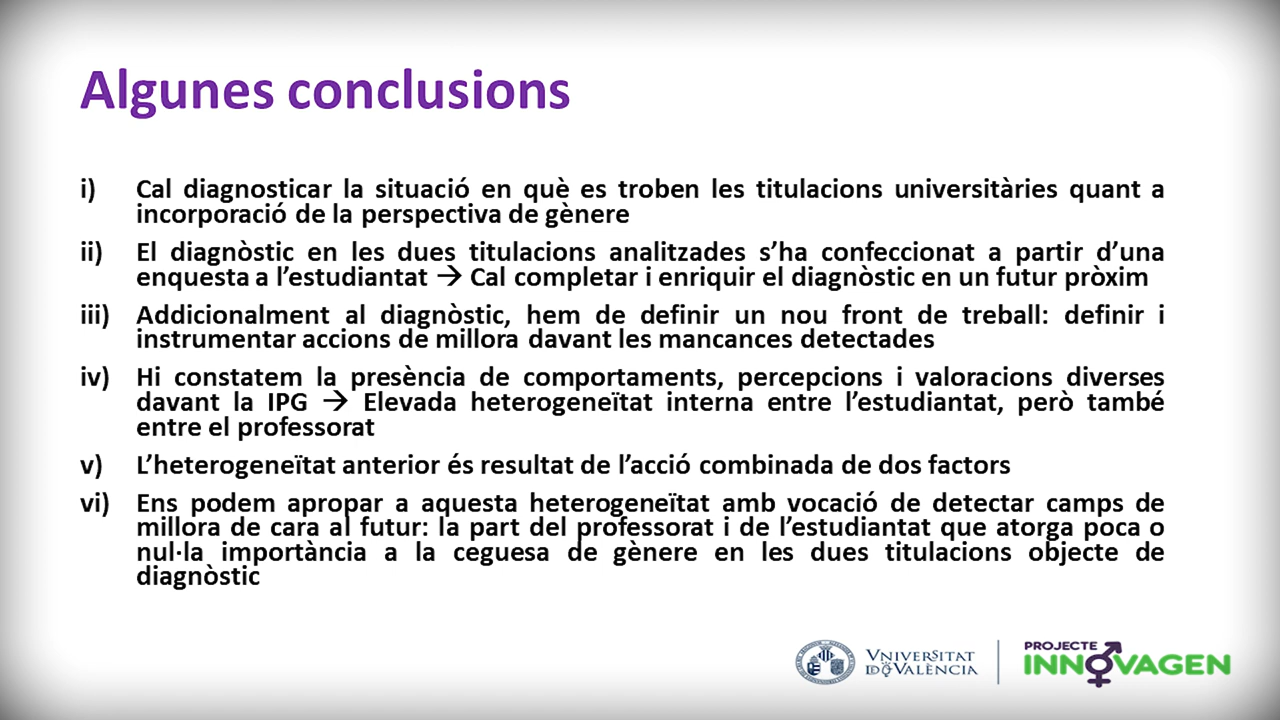 Algunes conclusions
i) Cal diagnosticar la situació en què es troben les titulacions universitàries quant a
incorporació de la perspectiva de gènere
ii) El diagnòstic en les dues titulacions analitzades s’ha confeccionat a partir d’una
enquesta a l’estudiantat → Cal completar i enriquir el diagnòstic en un futur pròxim
iii) Addicionalment al diagnòstic, hem de definir un nou front de treball: definir i
instrumentar accions de millora davant les mancances detectades
iv) Hi constatem la presència de comportaments, percepcions i valoracions diverses
davant la IPG → Elevada heterogeneïtat interna entre l’estudiantat, però també
entre el professorat
v) L’heterogeneïtat anterior és resultat de l’acció combinada de dos factors
vi) Ens podem apropar a aquesta heterogeneïtat amb vocació de detectar camps de
millora de cara al futur: la part del professorat i de l’estudiantat que atorga poca o
nul·la importància a la ceguesa de gènere en les dues titulacions objecte de
diagnòstic
VNIVERSITAT
D VALÈNCIA
PROJECTE
INNOVAGEN